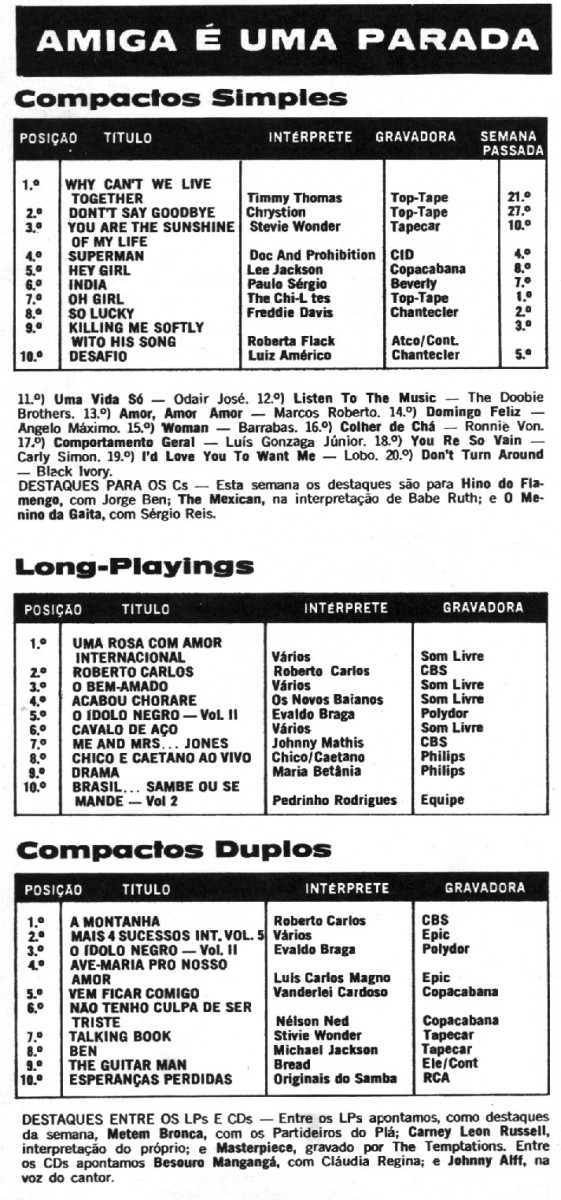 AMIGA É UMA PARADA
Compactos Simples
POSIÇÃO TÍTULO INTÉRPRETE GRAVADORA SEMANA PASSADA
1.º WHY CAN'T WE LIVE
TOGETHER Timmy Thomas Top-Tape 21.º
2.º DONT'T SAY GOODBYE Chrystion Top-Tape 27.º
3.º YOU ARE THE SUNSHINE Stevie Wonder Tapecar 10.º
OF MY LIFE
4.º SUPERMAN Doc And Prohibition CID 4.º
5.º HEY GIRL Lee Jackson Copacabana 8.º
6.º INDIA Paulo Sérgio Beverly 7.º
7.º OH GIRL The Chi-L tes Top-Tape 1.º
8.º SO LUCKY Freddie Davis Chantecler 2.º
9.º KILLING ME SOFTLY 3.º
WITO HIS SONG Roberta Flack Atco/Cont.
10.º DESAFIO Luiz Américo Chantecler 5.º
11.º) Uma Vida Só — Odair José. 12.º) Listen To The Music — The Doobie
Brothers. 13.º) Amor, Amor Amor — Marcos Roberto. 14.º) Domingo Feliz —
Angelo Máximo. 15.º) Woman — Barrabas. 16.º) Colher de Chá — Ronnie Von.
17.º) Comportamento Geral — Luís Gonzaga Júnior. 18.º) You Re So Vain —
Carly Simon. 19.º) I'd Love You To Want Me — Lobo. 20.º) Don't Turn Around
— Black Ivory.
DESTAQUES PARA OS Cs — Esta semana os destaques são para Hino do Fla-
mengo, com Jorge Ben; The Mexican, na interpretação de Babe Ruth; e O Me-
nino da Gaita, com Sérgio Reis.
Long-Playings
POSIÇÃO TÍTULO INTÉRPRETE GRAVADORA
1.º UMA ROSA COM AMOR
INTERNACIONAL Vários Som Livre
2.º ROBERTO CARLOS Roberto Carlos CBS
3.º O BEM-AMADO Vários Som Livre
4.º ACABOU CHORARE Os Novos Baianos Som Livre
5.º O ÍDOLO NEGRO — Vol. II Evaldo Braga Polydor
6.º CAVALO DE AÇO Vários Som Livre
7.º ME AND MRS... JONES Johnny Mathis CBS
8.º CHICO E CAETANO AO VIVO Chico/Caetano Philips
9.º DRAMA Maria Betânia Philips
10.º BRASIL... SAMBE OU SE
MANDE — Vol 2 Pedrinho Rodrigues Equipe
Compactos Duplos
POSIÇÃO TÍTULO INTÉRPRETE GRAVADORA
1.º A MONTANHA Roberto Carlos CBS
2.º MAIS 4 SUCESSOS INT. VOL. 5 Vários Epic
3.º O ÍDOLO NEGRO — Vol. II Evaldo Braga Polydor
4.º AVE-MARIA PRO NOSSO
AMOR Luís Carlos Magno Epic
5.º VEM FICAR COMIGO Vanderlei Cardoso Copacabana
6.º NÃO TENHO CULPA DE SER
TRISTE Nélson Ned Copacabana
7.º TALKING BOOK Stivie Wonder Tapecar
8.º BEN Michael Jackson Tapecar
9.º THE GUITAR MAN Bread Ele/Cont
10.º ESPERANÇAS PERDIDAS Originais do Samba RCA
DESTAQUES ENTRE OS LPs E CDs — Entre os LPs apontamos, como destaques
da semana, Metem Bronca, com os Partideiros do Plá; Carney Leon Russell,
interpretação do próprio; e Masterpiece, gravado por The Temptations. Entre
os CDs apontamos Besouro Mangangá, com Cláudia Regina; e Johnny Alff, na
voz do cantor.